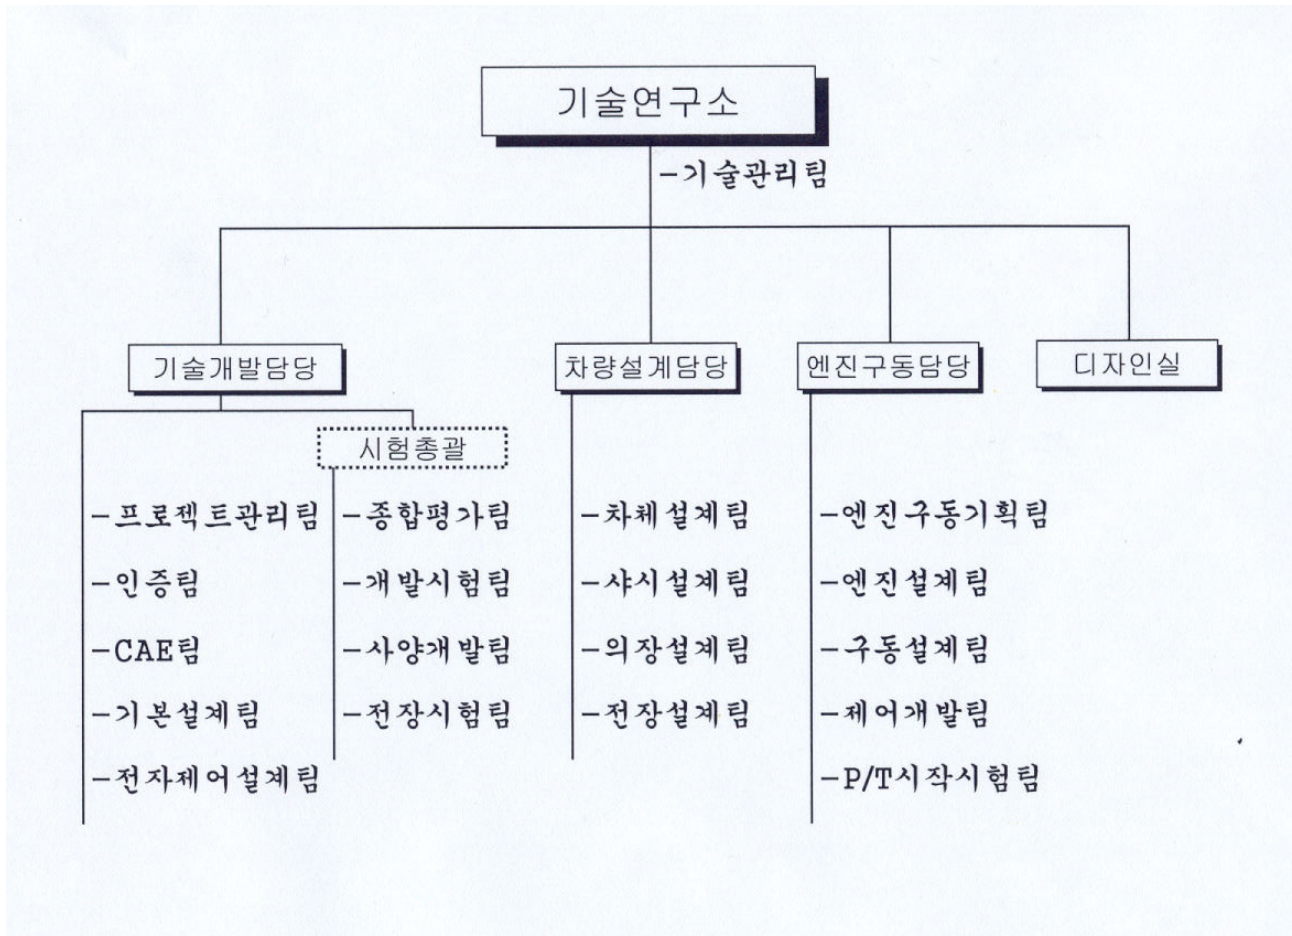 기술연구소
-기술관리팀
기술개발담당
차량설계담당
엔진구동담당
디자인실
시험총괄
-프로젝트관리팀
-인증팀
-CAE팀
-기본설계팀
-전자제어설계팀
-종합평가팀
-개발시험팀
-사양개발팀
-전장시험팀
-차체설계팀
-샤시설계팀
-의장설계팀
-전장설계팀
-엔진구동기획팀
-엔진설계팀
-구동설계팀
-제어개발팀
-P/T시작시험팀